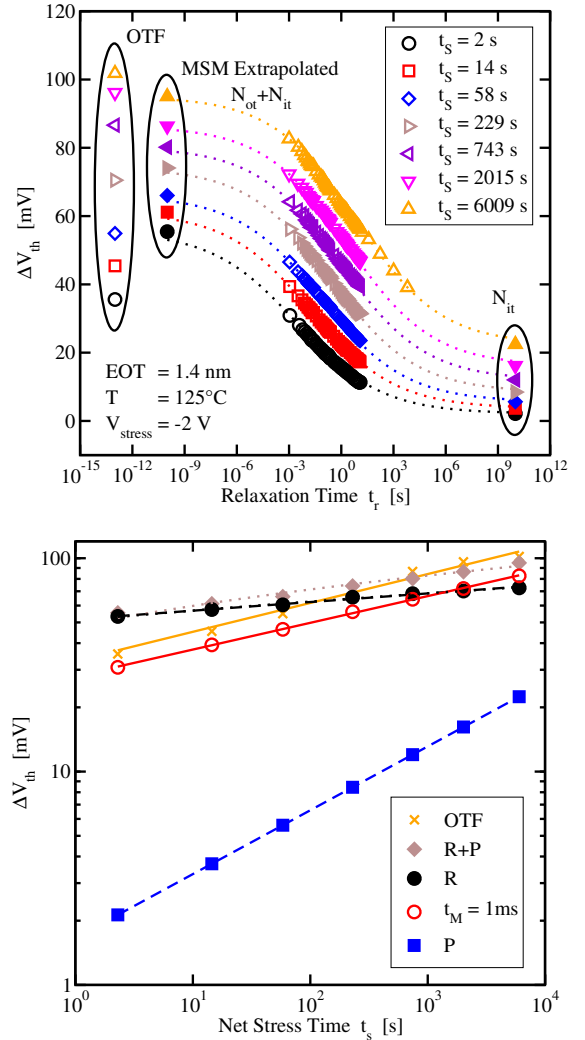 120
100
80
60
40
20
0
ΔV_th [mV]
OTF
MSM Extrapolated
N_ot+N_it
N_it
t_S = 2 s
t_S = 14 s
t_S = 58 s
t_S = 229 s
t_S = 743 s
t_S = 2015 s
t_S = 6009 s
EOT = 1.4 nm
T = 125°C
V_stress = -2 V
10^-15 10^-12 10^-9 10^-6 10^-3 10^0 10^3 10^6 10^9 10^12
Relaxation Time t_r [s]
100
10
1
ΔV_th [mV]
OTF
R+P
R
t_M = 1ms
P
10^0 10^1 10^2 10^3 10^4
Net Stress Time t_s [s]